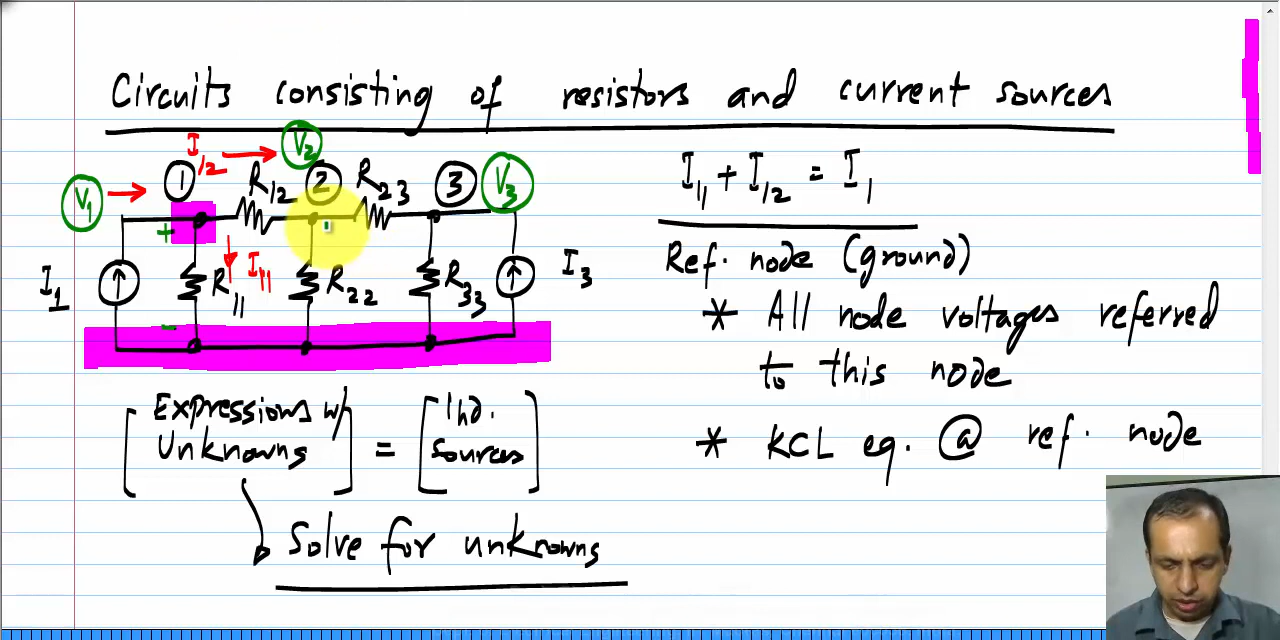 Circuits consisting of resistors and current sources
I12 V2
V1 1 R12 2 R23 3 V3
+
I1 R11 I11 R22 R33 I3
-
I11 + I12 = I1
Ref. node (ground)
* All node voltages referred
to this node
* KCL eq. @ ref. node
Expressions w/
Unknowns
=
Ind.
Sources
Solve for unknowns